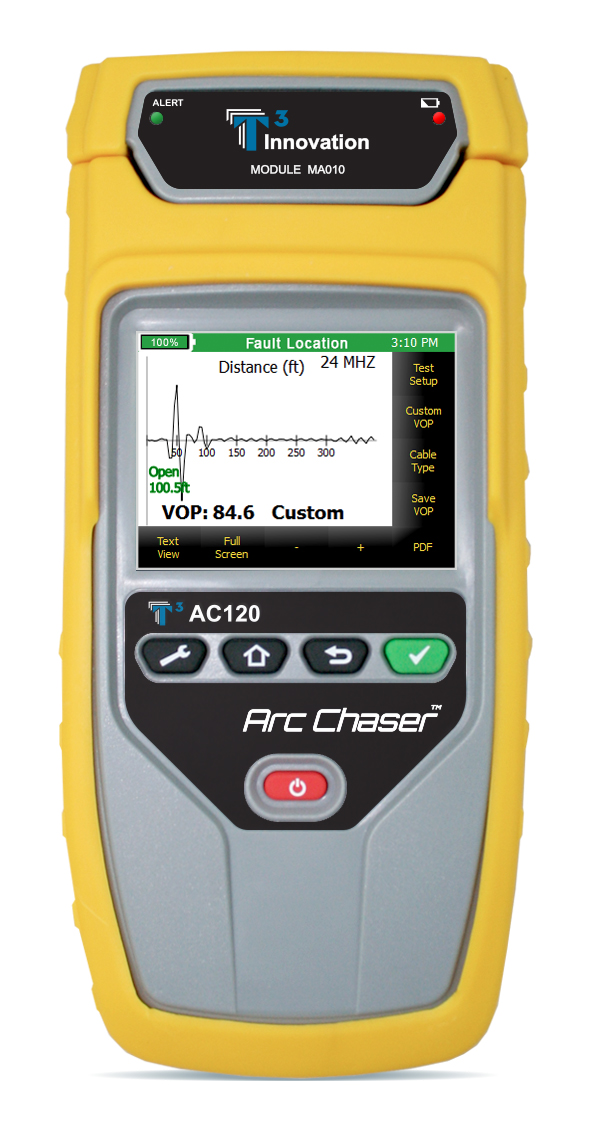 ALERT
T3
Innovation
MODULE MA010
100% Fault Location 3:10 PM
Distance (ft) 24 MHZ
Test
Setup
Custom
VOP
50 100 150 200 250 300
Cable
Type
Open
100.5ft
Save
VOP
VOP: 84.6 Custom
Text
View
Full
Screen
- +
PDF
T3 AC120
Arc Chaser™